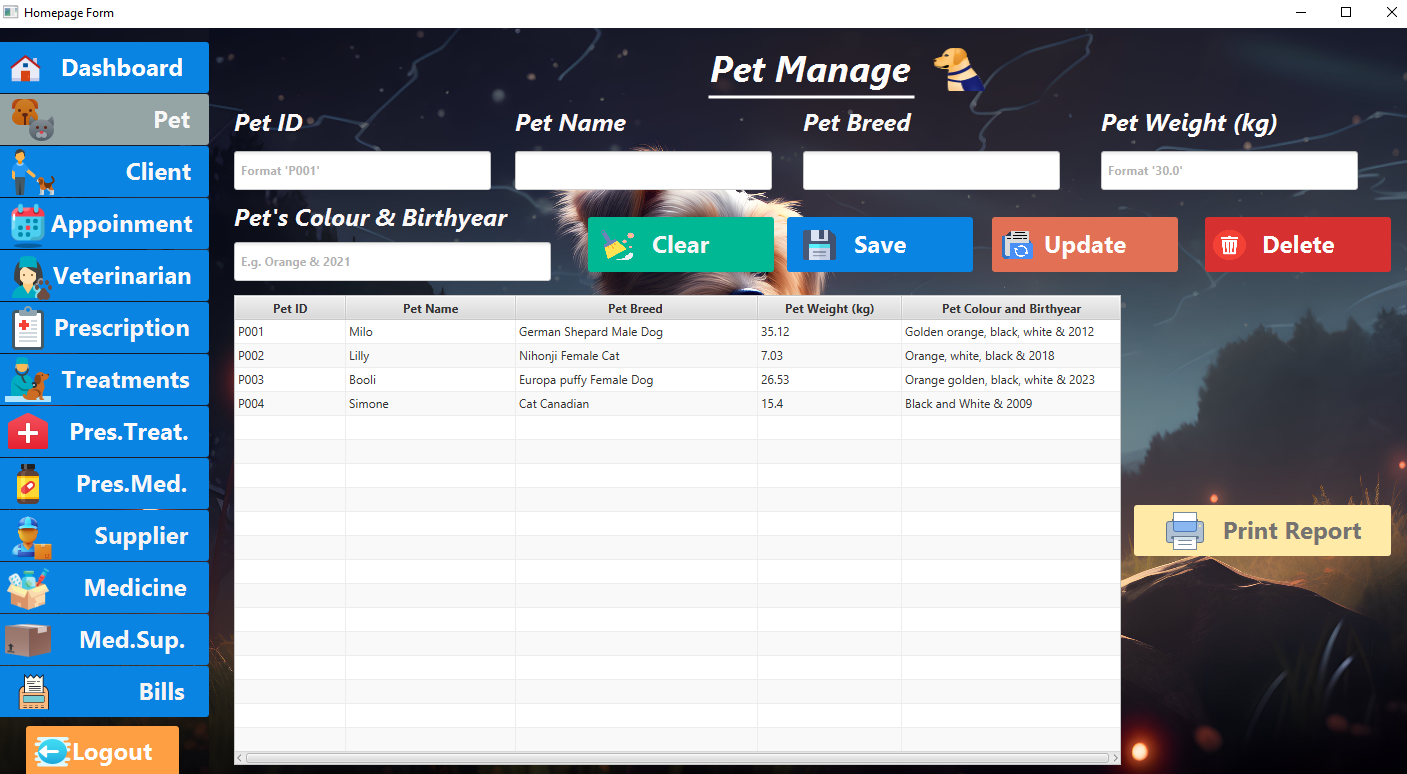 Homepage Form
Dashboard
Pet
Client
Appoinment
Veterinarian
Prescription
Treatments
Pres.Treat.
Pres.Med.
Supplier
Medicine
Med.Sup.
Bills
Logout
Pet Manage
Pet ID Pet Name Pet Breed Pet Weight (kg)
Format 'P001' Format '30.0'
Pet's Colour & Birthyear
E.g. Orange & 2021
Clear Save Update Delete
Pet ID Pet Name Pet Breed Pet Weight (kg) Pet Colour and Birthyear
P001 Milo German Shepard Male Dog 35.12 Golden orange, black, white & 2012
P002 Lilly Nihonji Female Cat 7.03 Orange, white, black & 2018
P003 Booli Europa puffy Female Dog 26.53 Orange golden, black, white & 2023
P004 Simone Cat Canadian 15.4 Black and White & 2009
Print Report